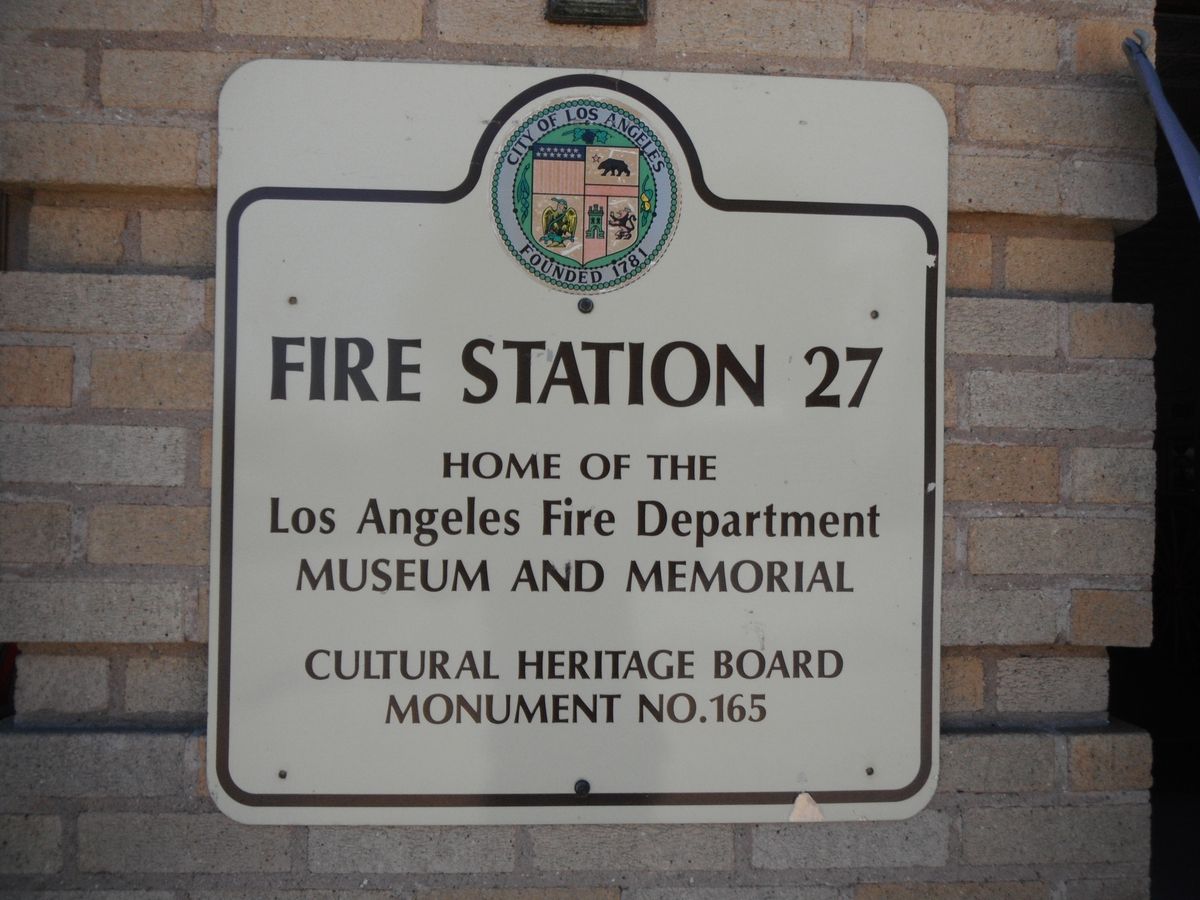 CITY OF LOS ANGELES
FOUNDED 1781
FIRE STATION 27
HOME OF THE
Los Angeles Fire Department
MUSEUM AND MEMORIAL
CULTURAL HERITAGE BOARD
MONUMENT NO.165